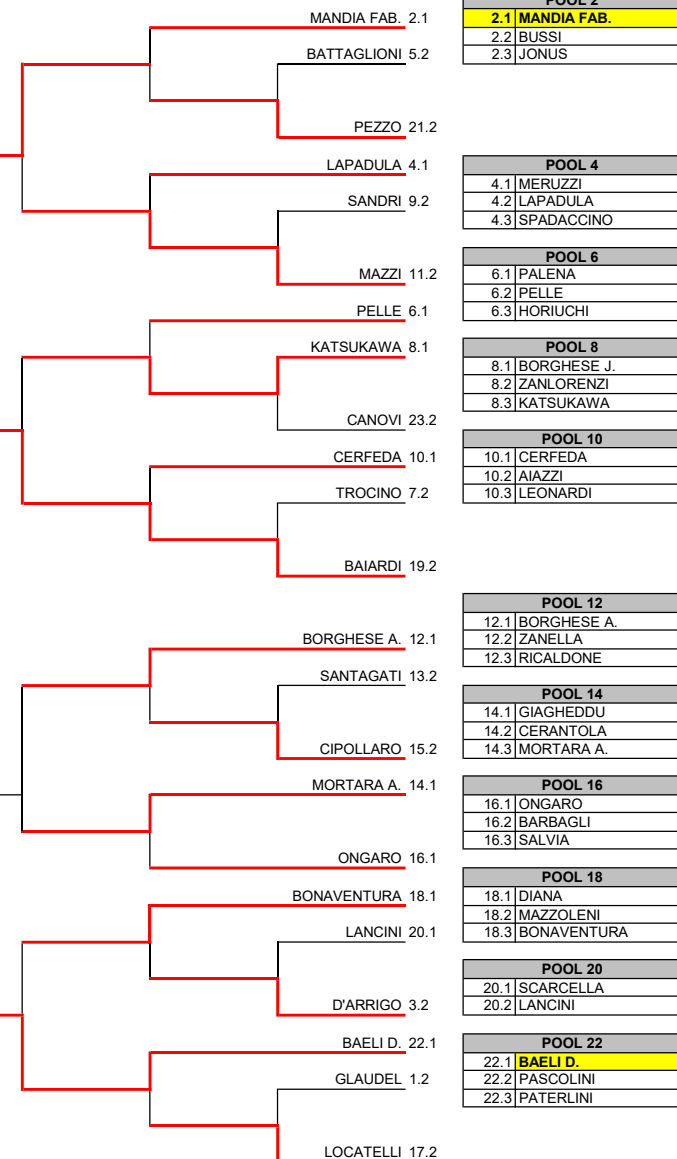 MANDIA FAB. 2.1
BATTAGLIONI 5.2
PEZZO 21.2
LAPADULA 4.1
SANDRI 9.2
MAZZI 11.2
PELLE 6.1
KATSUKAWA 8.1
CANOVI 23.2
CERFEDA 10.1
TROCINO 7.2
BAIARDI 19.2
BORGHESE A. 12.1
SANTAGATI 13.2
CIPOLLARO 15.2
MORTARA A. 14.1
ONGARO 16.1
BONAVENTURA 18.1
LANCINI 20.1
D'ARRIGO 3.2
BAELI D. 22.1
GLAUDEL 1.2
LOCATELLI 17.2
POOL 2
2.1 MANDIA FAB.
2.2 BUSSI
2.3 JONUS
POOL 4
4.1 MERUZZI
4.2 LAPADULA
4.3 SPADACCINO
POOL 6
6.1 PALENA
6.2 PELLE
6.3 HORIUCHI
POOL 8
8.1 BORGHESE J.
8.2 ZANLORENZI
8.3 KATSUKAWA
POOL 10
10.1 CERFEDA
10.2 AIAZZI
10.3 LEONARDI
POOL 12
12.1 BORGHESE A.
12.2 ZANELLA
12.3 RICALDONE
POOL 14
14.1 GIAGHEDDU
14.2 CERANTOLA
14.3 MORTARA A.
POOL 16
16.1 ONGARO
16.2 BARBAGLI
16.3 SALVIA
POOL 18
18.1 DIANA
18.2 MAZZOLENI
18.3 BONAVENTURA
POOL 20
20.1 SCARCELLA
20.2 LANCINI
POOL 22
22.1 BAELI D.
22.2 PASCOLINI
22.3 PATERLINI